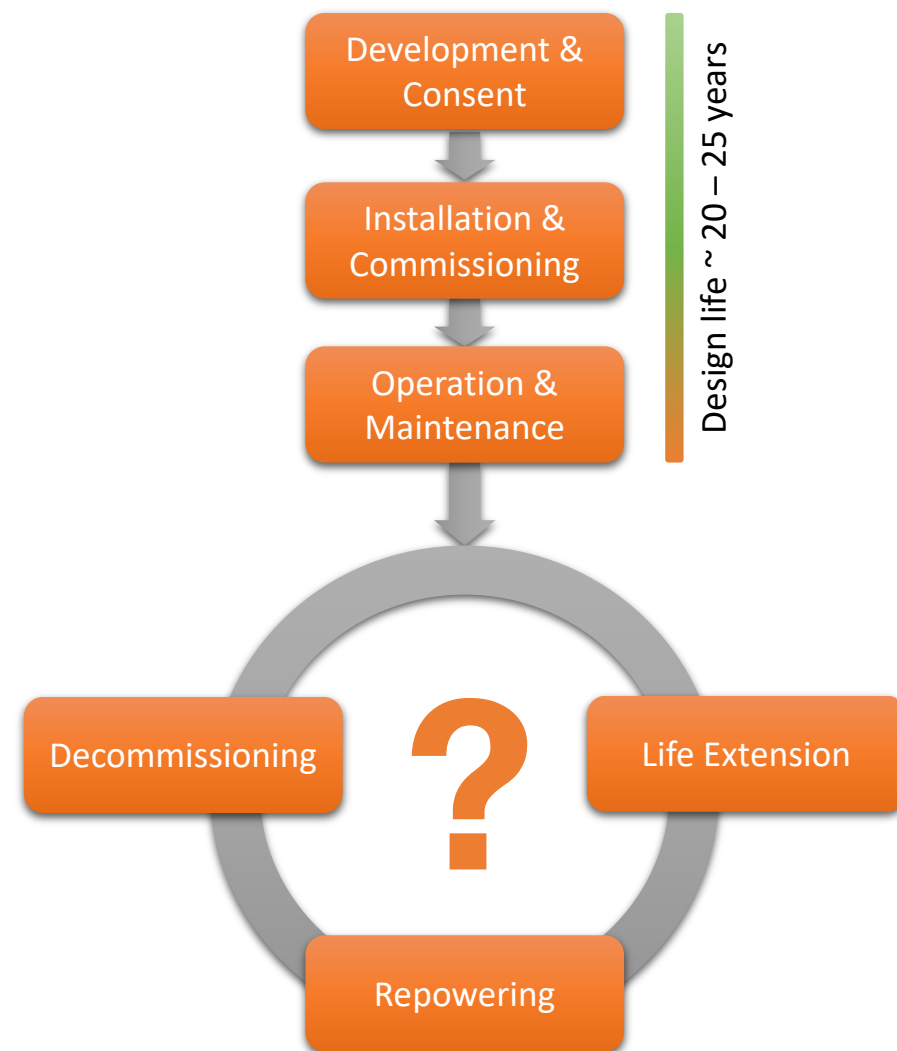 Development &
Consent
Design life ~ 20 – 25 years
Installation &
Commissioning
Operation &
Maintenance
?
Decommissioning
Life Extension
Repowering